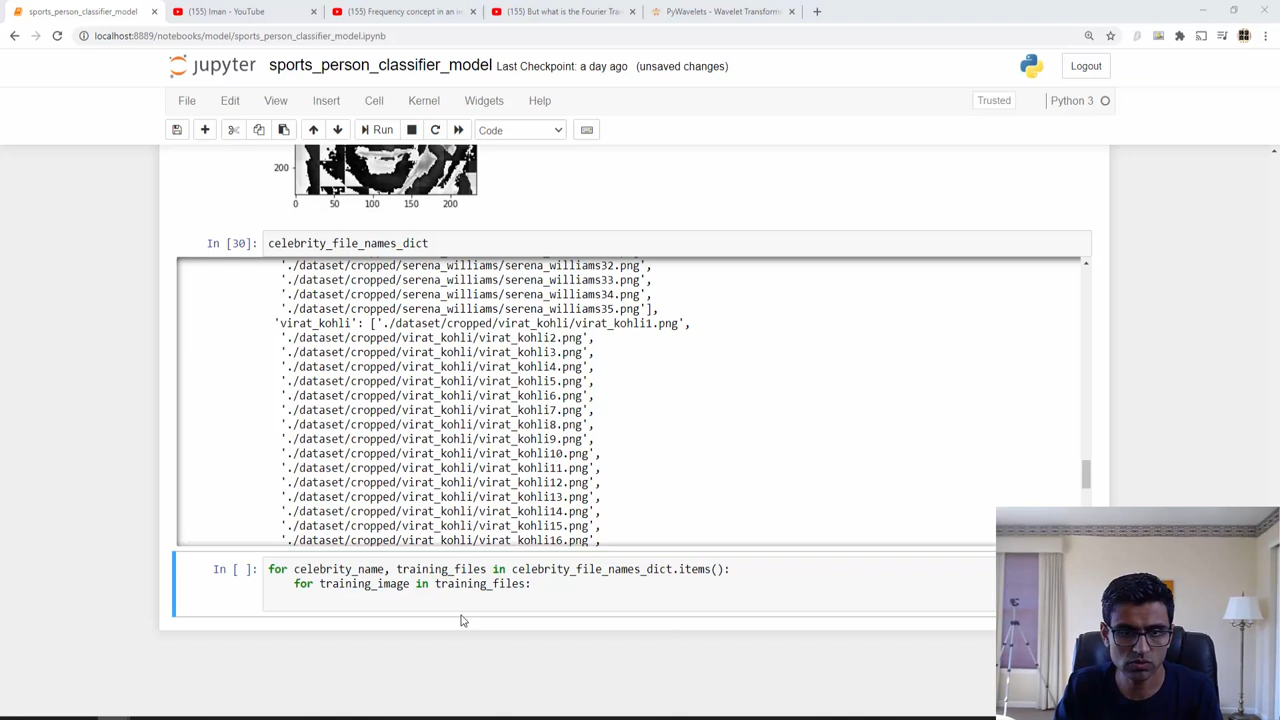 sports_person_classifier_model
(155) Iman - YouTube
(155) Frequency concept in an in
(155) But what is the Fourier Tra
PyWavelets - Wavelet Transform
localhost:8889/notebooks/model/sports_person_classifier_model.ipynb
jupyter sports_person_classifier_model Last Checkpoint: a day ago (unsaved changes)
Logout
File Edit View Insert Cell Kernel Widgets Help
Trusted
Python 3
Run
Code
200
0 50 100 150 200
In [30]: celebrity_file_names_dict
'./dataset/cropped/serena_williams/serena_williams32.png',
'./dataset/cropped/serena_williams/serena_williams33.png',
'./dataset/cropped/serena_williams/serena_williams34.png',
'./dataset/cropped/serena_williams/serena_williams35.png'],
'virat_kohli': ['./dataset/cropped/virat_kohli/virat_kohli1.png',
'./dataset/cropped/virat_kohli/virat_kohli2.png',
'./dataset/cropped/virat_kohli/virat_kohli3.png',
'./dataset/cropped/virat_kohli/virat_kohli4.png',
'./dataset/cropped/virat_kohli/virat_kohli5.png',
'./dataset/cropped/virat_kohli/virat_kohli6.png',
'./dataset/cropped/virat_kohli/virat_kohli7.png',
'./dataset/cropped/virat_kohli/virat_kohli8.png',
'./dataset/cropped/virat_kohli/virat_kohli9.png',
'./dataset/cropped/virat_kohli/virat_kohli10.png',
'./dataset/cropped/virat_kohli/virat_kohli11.png',
'./dataset/cropped/virat_kohli/virat_kohli12.png',
'./dataset/cropped/virat_kohli/virat_kohli13.png',
'./dataset/cropped/virat_kohli/virat_kohli14.png',
'./dataset/cropped/virat_kohli/virat_kohli15.png',
'./dataset/cropped/virat_kohli/virat_kohli16.png',
In [ ]: for celebrity_name, training_files in celebrity_file_names_dict.items():
for training_image in training_files: